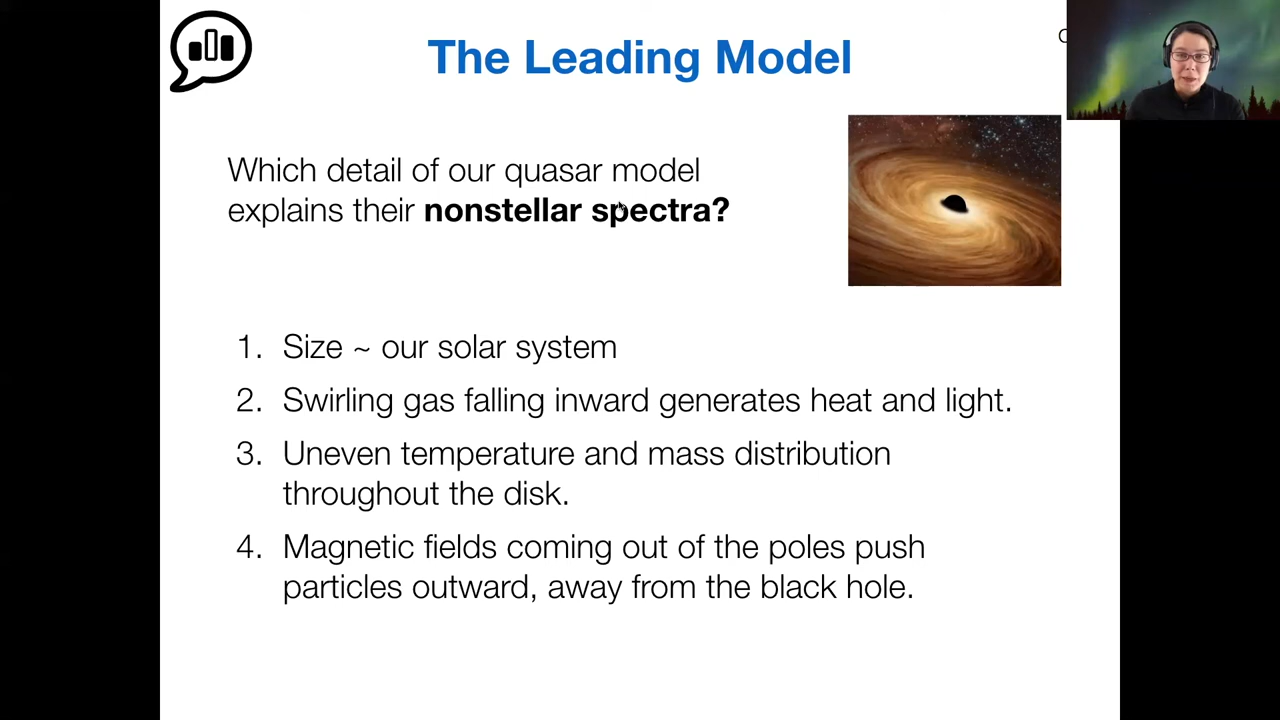 The Leading Model
Which detail of our quasar model
explains their nonstellar spectra?
1. Size ~ our solar system
2. Swirling gas falling inward generates heat and light.
3. Uneven temperature and mass distribution
throughout the disk.
4. Magnetic fields coming out of the poles push
particles outward, away from the black hole.